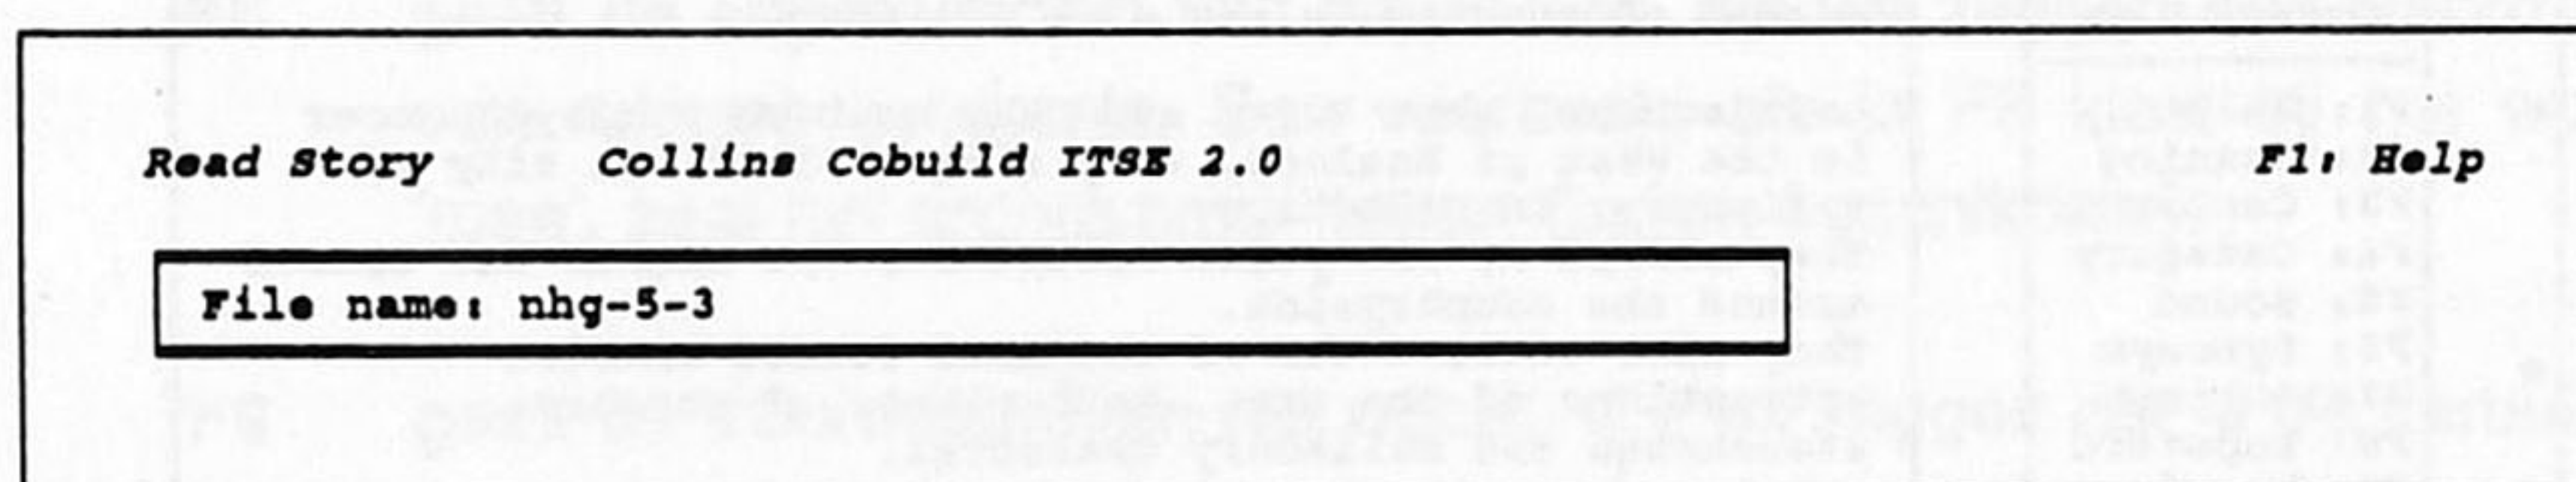 Read Story Collins Cobuild ITSE 2.0 F1: Help
File name: nhg-5-3